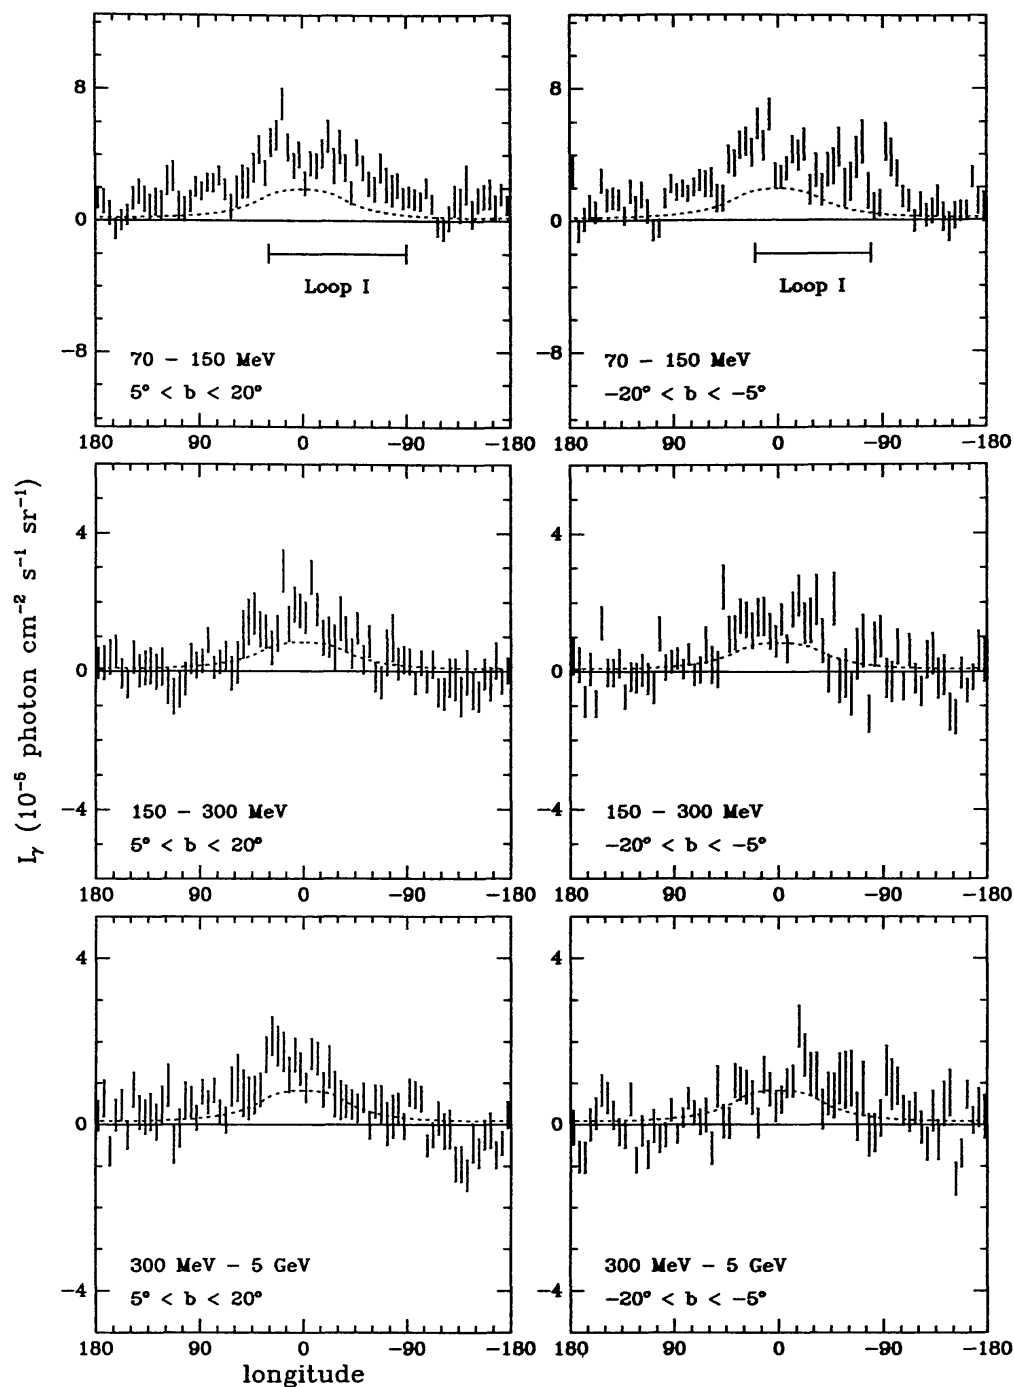 8
0
−8
Loop I
70 − 150 MeV
5° < b < 20°
180 90 0 −90 −180
8
0
−8
Loop I
70 − 150 MeV
−20° < b < −5°
180 90 0 −90 −180
Iγ (10⁻⁵ photon cm⁻² s⁻¹ sr⁻¹)
4
0
−4
150 − 300 MeV
5° < b < 20°
180 90 0 −90 −180
4
0
−4
150 − 300 MeV
−20° < b < −5°
180 90 0 −90 −180
4
0
−4
300 MeV − 5 GeV
5° < b < 20°
180 90 0 −90 −180
longitude
4
0
−4
300 MeV − 5 GeV
−20° < b < −5°
180 90 0 −90 −180